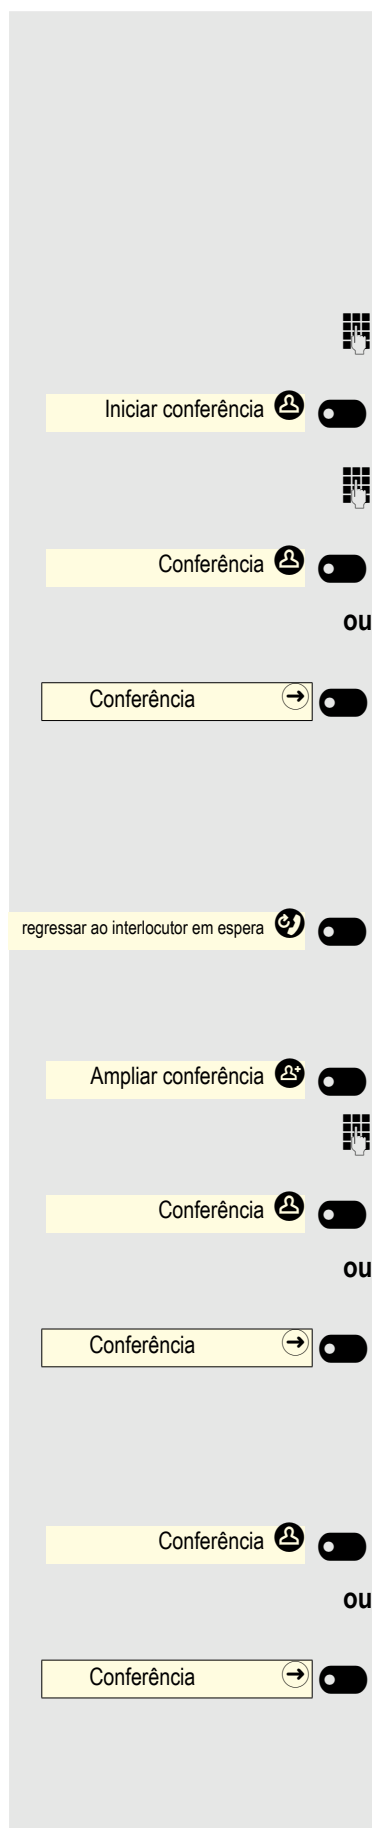 Iniciar conferência
Conferência
ou
Conferência
regressar ao interlocutor em espera
Ampliar conferência
Conferência
ou
Conferência
Conferência
ou
Conferência